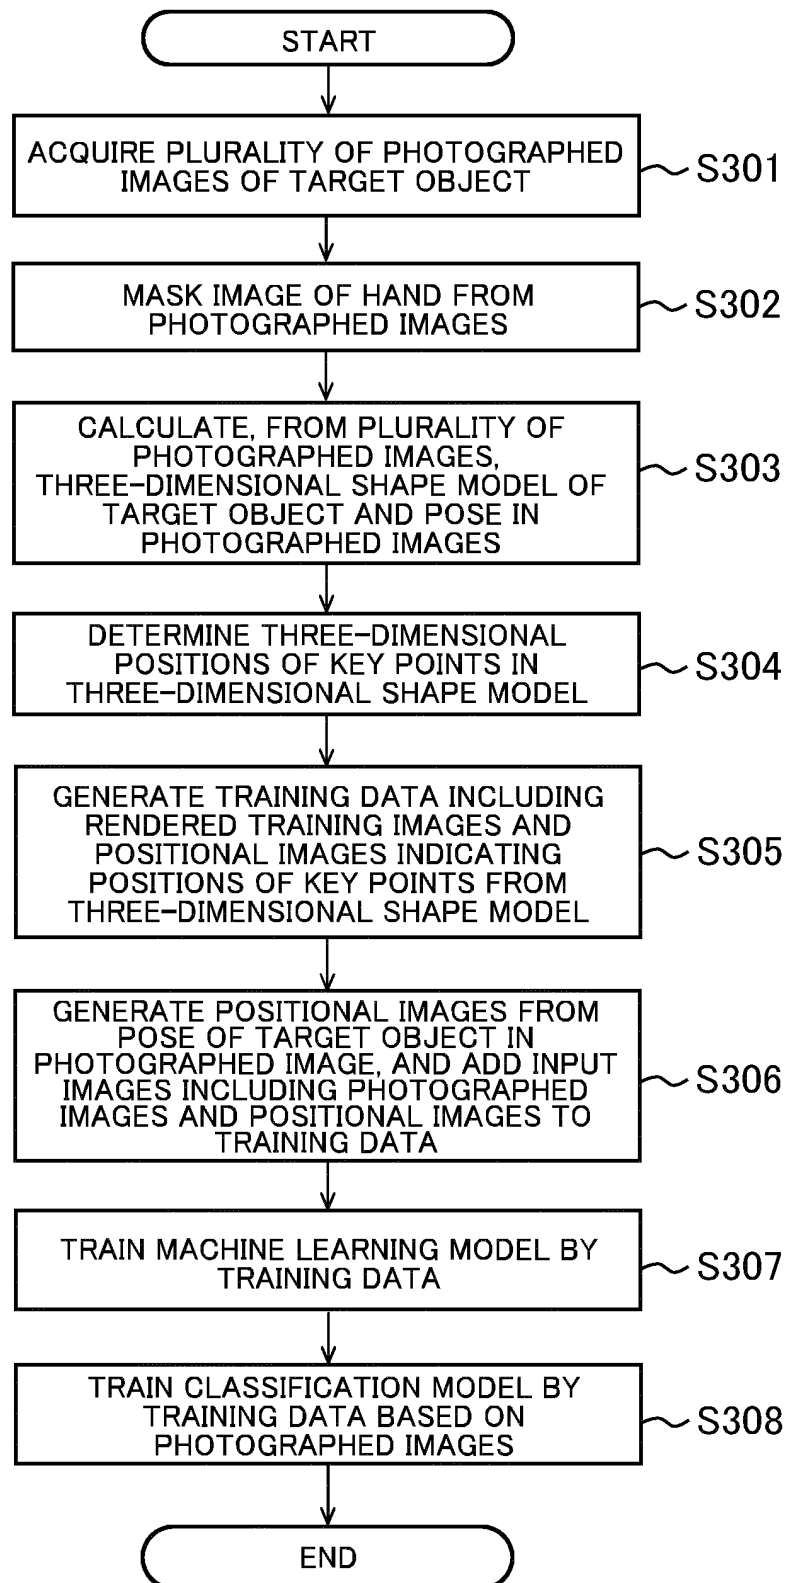 START
ACQUIRE PLURALITY OF PHOTOGRAPHED
IMAGES OF TARGET OBJECT
S301
MASK IMAGE OF HAND FROM
PHOTOGRAPHED IMAGES
S302
CALCULATE, FROM PLURALITY OF
PHOTOGRAPHED IMAGES,
THREE-DIMENSIONAL SHAPE MODEL OF
TARGET OBJECT AND POSE IN
PHOTOGRAPHED IMAGES
S303
DETERMINE THREE-DIMENSIONAL
POSITIONS OF KEY POINTS IN
THREE-DIMENSIONAL SHAPE MODEL
S304
GENERATE TRAINING DATA INCLUDING
RENDERED TRAINING IMAGES AND
POSITIONAL IMAGES INDICATING
POSITIONS OF KEY POINTS FROM
THREE-DIMENSIONAL SHAPE MODEL
S305
GENERATE POSITIONAL IMAGES FROM
POSE OF TARGET OBJECT IN
PHOTOGRAPHED IMAGE, AND ADD INPUT
IMAGES INCLUDING PHOTOGRAPHED
IMAGES AND POSITIONAL IMAGES TO
TRAINING DATA
S306
TRAIN MACHINE LEARNING MODEL BY
TRAINING DATA
S307
TRAIN CLASSIFICATION MODEL BY
TRAINING DATA BASED ON
PHOTOGRAPHED IMAGES
S308
END